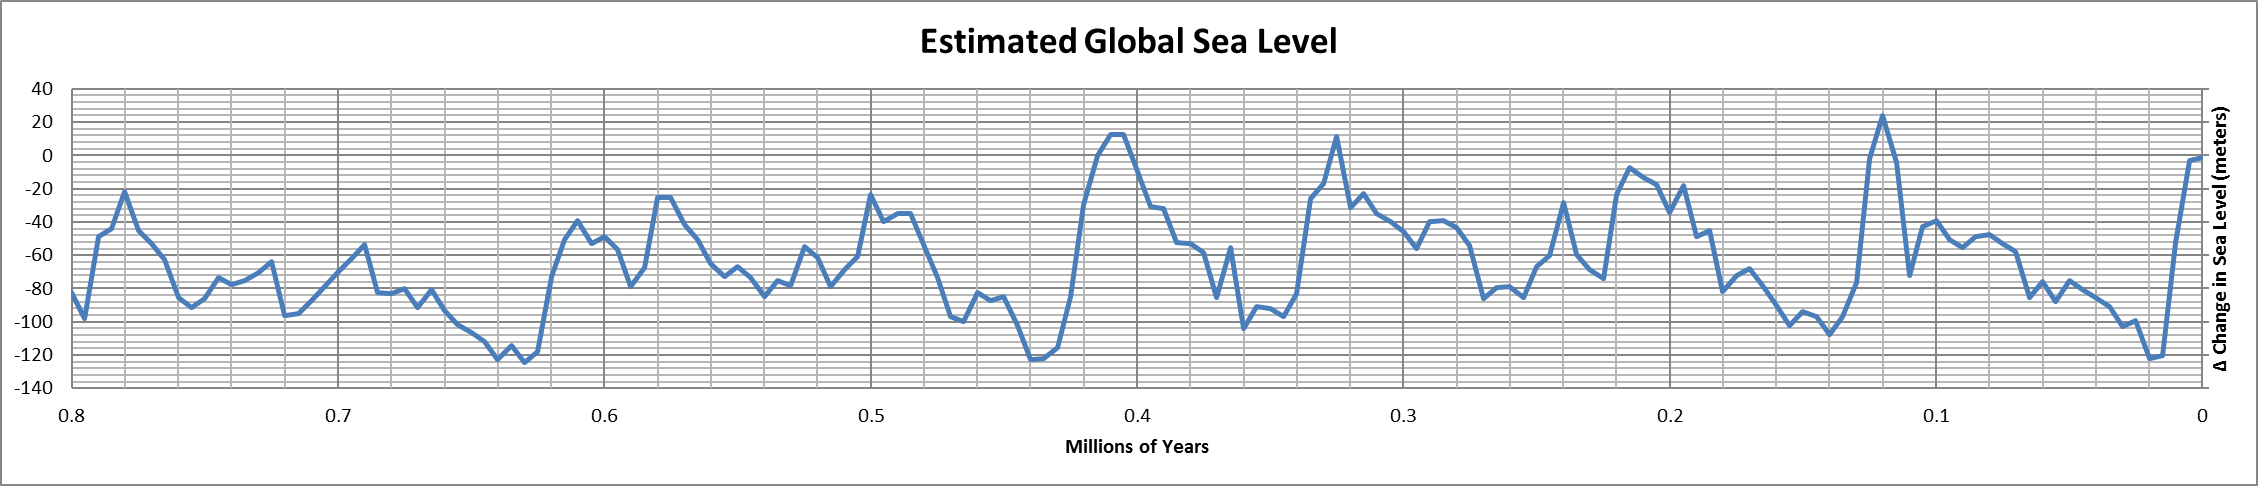 Estimated Global Sea Level
40
20
0
-20
-40
-60
-80
-100
-120
-140
Δ Change in Sea Level (meters)
0.8 0.7 0.6 0.5 0.4 0.3 0.2 0.1 0
Millions of Years